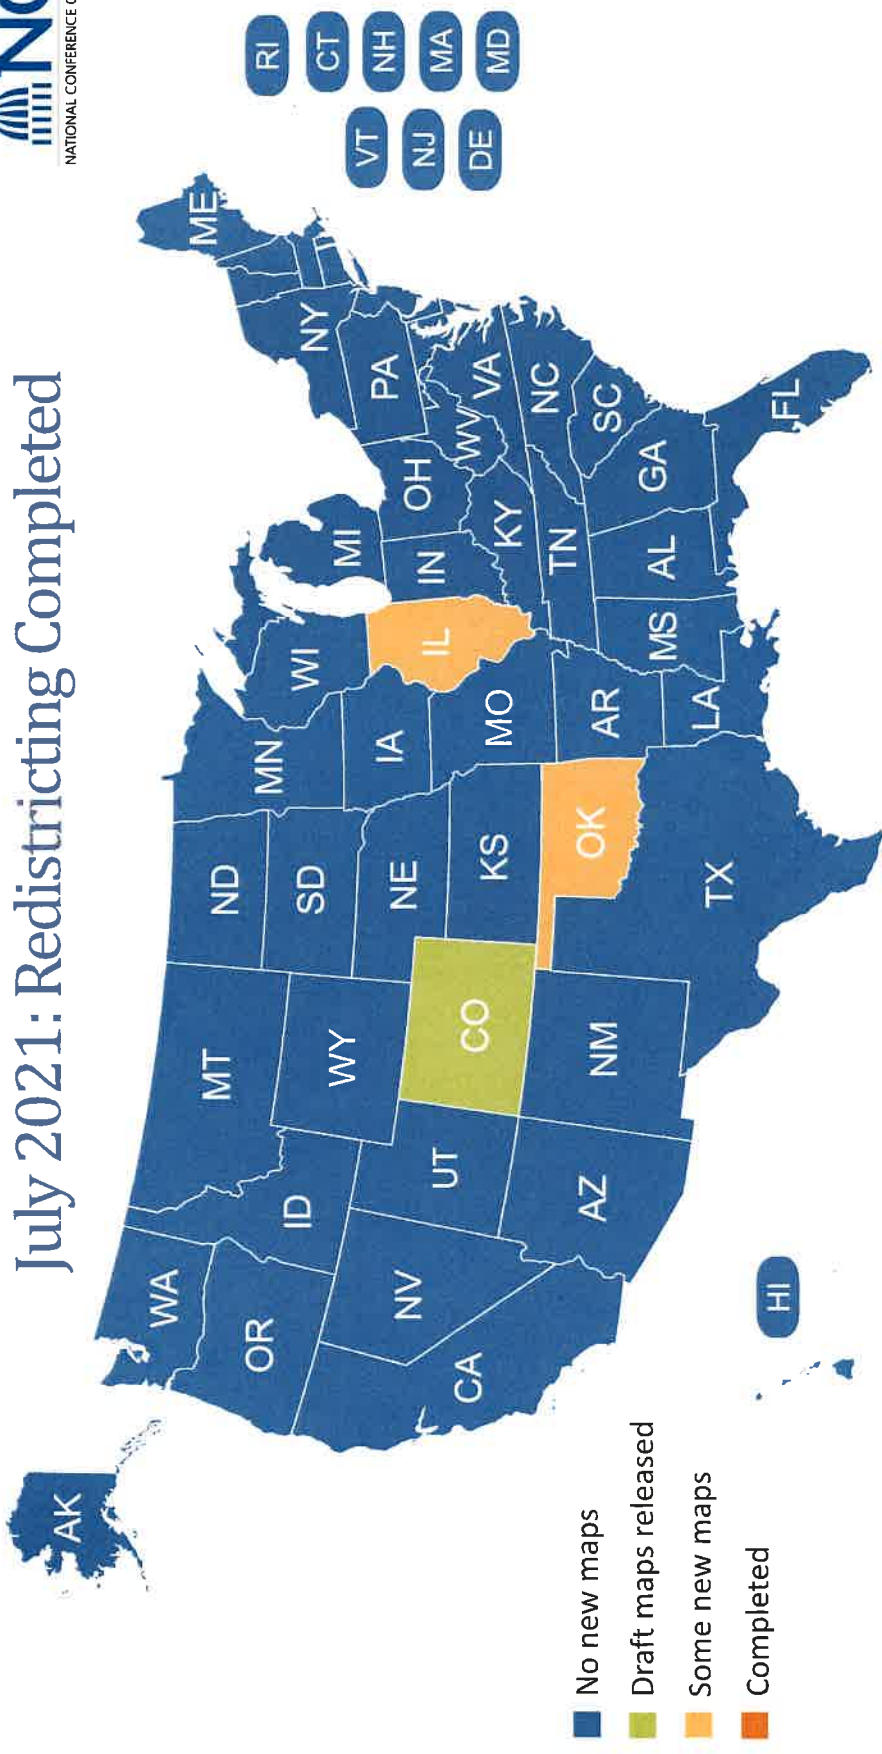 July 2021: Redistricting Completed
NATIONAL CONFERENCE
AK
WA
OR
CA
NV
ID
MT
WY
UT
AZ
CO
NM
ND
SD
NE
KS
OK
TX
MN
IA
MO
AR
LA
WI
IL
MI
IN
OH
KY
TN
MS
AL
GA
FL
SC
NC
VA
WV
PA
NY
ME
VT
NJ
DE
RI
CT
NH
MA
MD
HI
No new maps
Draft maps released
Some new maps
Completed